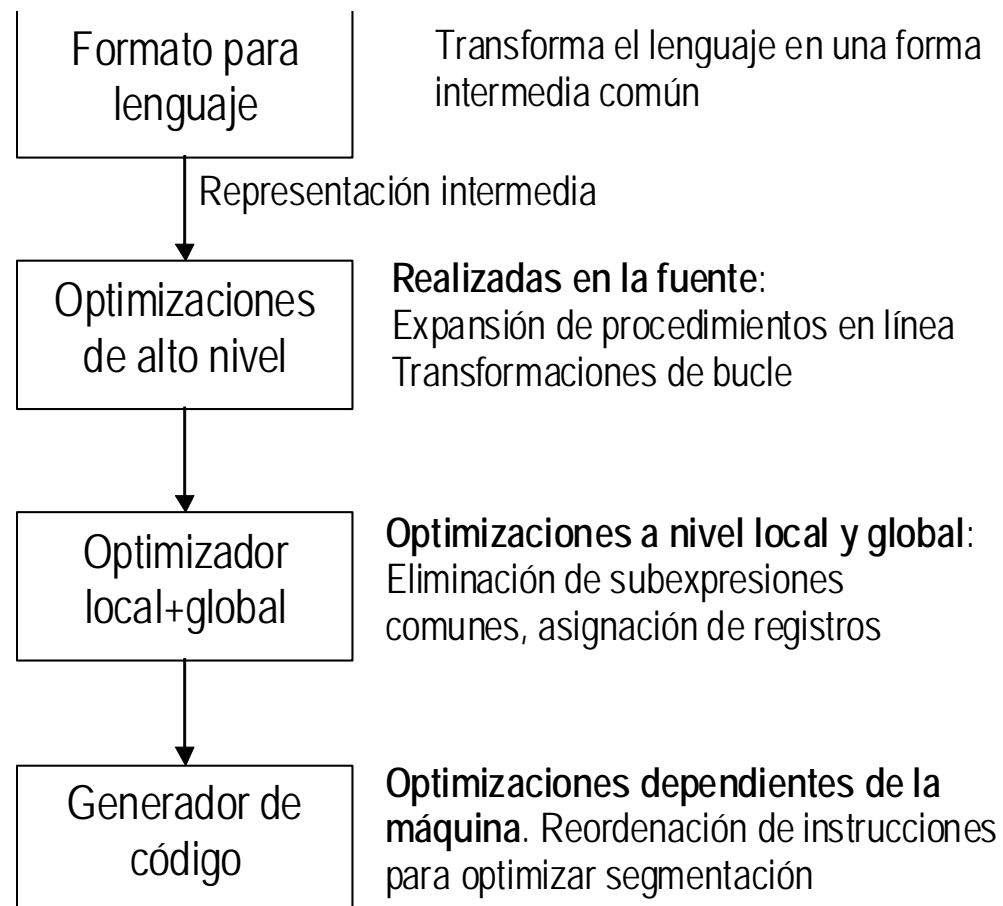 Formato para
lenguaje
Transforma el lenguaje en una forma
intermedia común
Representación intermedia
Optimizaciones
de alto nivel
Realizadas en la fuente:
Expansión de procedimientos en línea
Transformaciones de bucle
Optimizador
local+global
Optimizaciones a nivel local y global:
Eliminación de subexpresiones
comunes, asignación de registros
Generador de
código
Optimizaciones dependientes de la
máquina. Reordenación de instrucciones
para optimizar segmentación